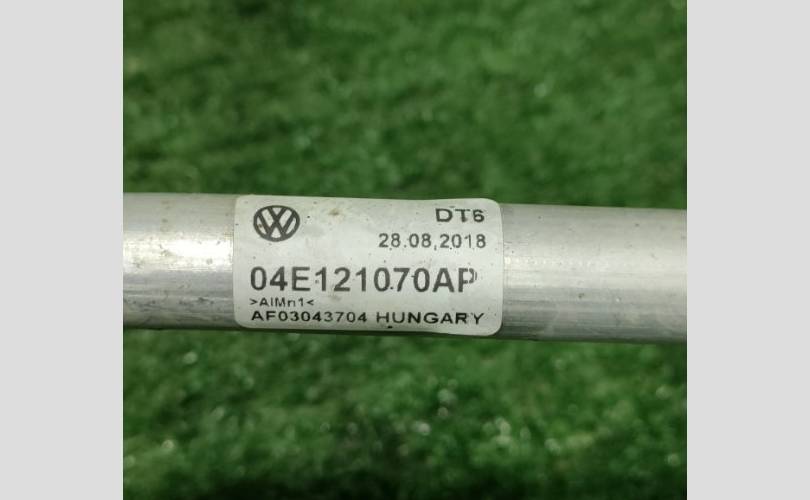 DT6
28.08.2018
04E121070AP
>AlMn1<
AF03043704 HUNGARY